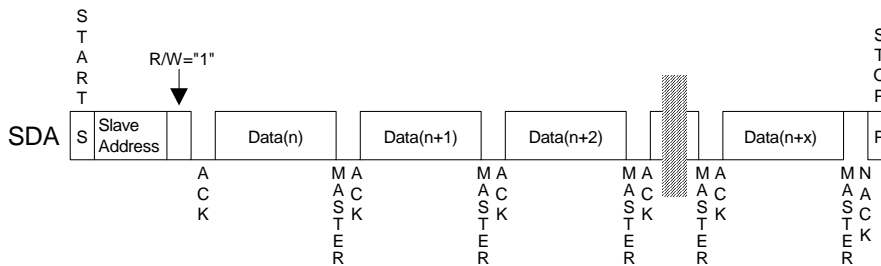 START
STOP
R/W="1"
SDA
S
Slave
Address
Data(n)
Data(n+1)
Data(n+2)
Data(n+x)
P
ACK
MASTER
ACK
MASTER
ACK
MASTER
ACK
MASTER
ACK
MASTER
NACK